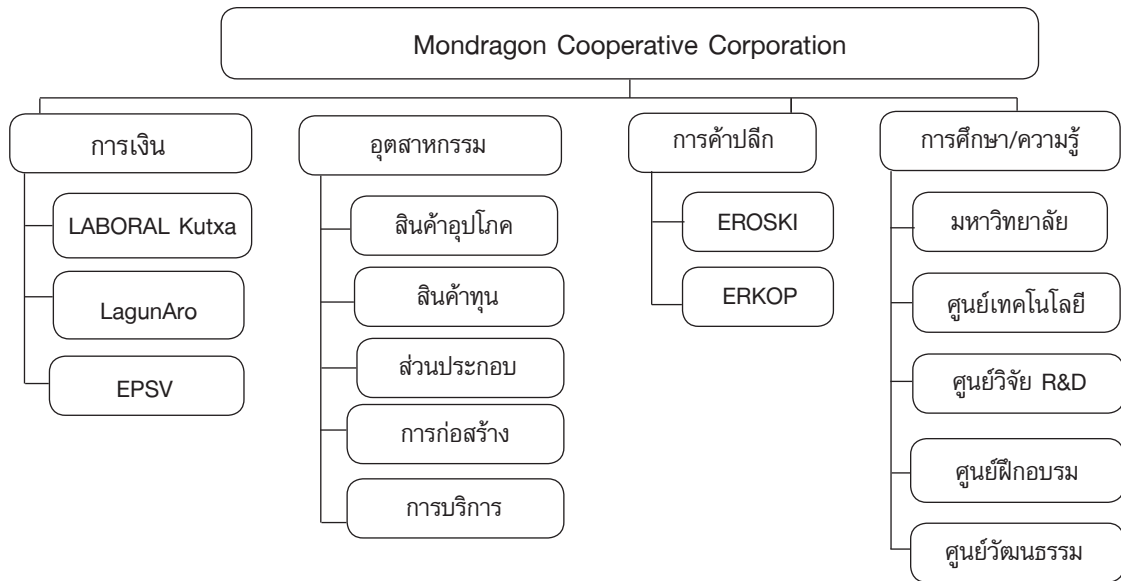 Mondragon Cooperative Corporation
การเงิน
LABORAL Kutxa
LagunAro
EPSV
อุตสาหกรรม
สินค้าอุปโภค
สินค้าทุน
ส่วนประกอบ
การก่อสร้าง
การบริการ
การค้าปลีก
EROSKI
ERKOP
การศึกษา/ความรู้
มหาวิทยาลัย
ศูนย์เทคโนโลยี
ศูนย์วิจัย R&D
ศูนย์ฝึกอบรม
ศูนย์วัฒนธรรม